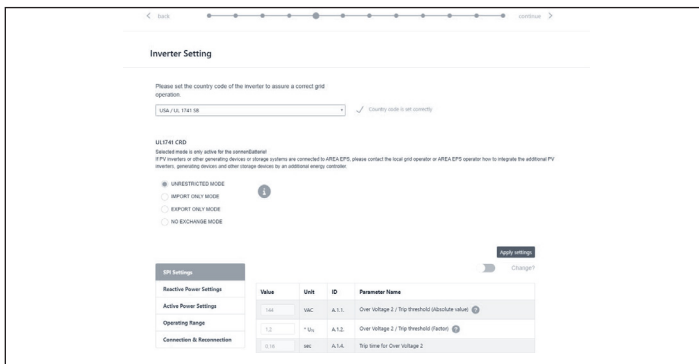 back
continue
Inverter Setting
Please set the country code of the inverter to assure a correct grid
operation
USA / UL 1741 SB
Country code is set correctly
UL1741 CRD
Selected mode is only active for the sonnenBatterie!
If PV inverters or other generating devices or storage systems are connected to AREA EPS, please contact the local grid operator or AREA EPS operator how to integrate the additional PV
inverters, generating devices and other storage devices by an additional energy controller.
UNRESTRICTED MODE
IMPORT ONLY MODE
EXPORT ONLY MODE
NO EXCHANGE MODE
Apply settings
Change?
SPI Settings
Reactive Power Settings
Active Power Settings
Operating Range
Connection & Reconnection
Value Unit ID Parameter Name
144 VAC A.1.1. Over Voltage 2 / Trip threshold (Absolute value)
1.2 * Uₙ A.1.2. Over Voltage 2 / Trip threshold (Factor)
0.16 sec A.1.4. Trip time for Over Voltage 2